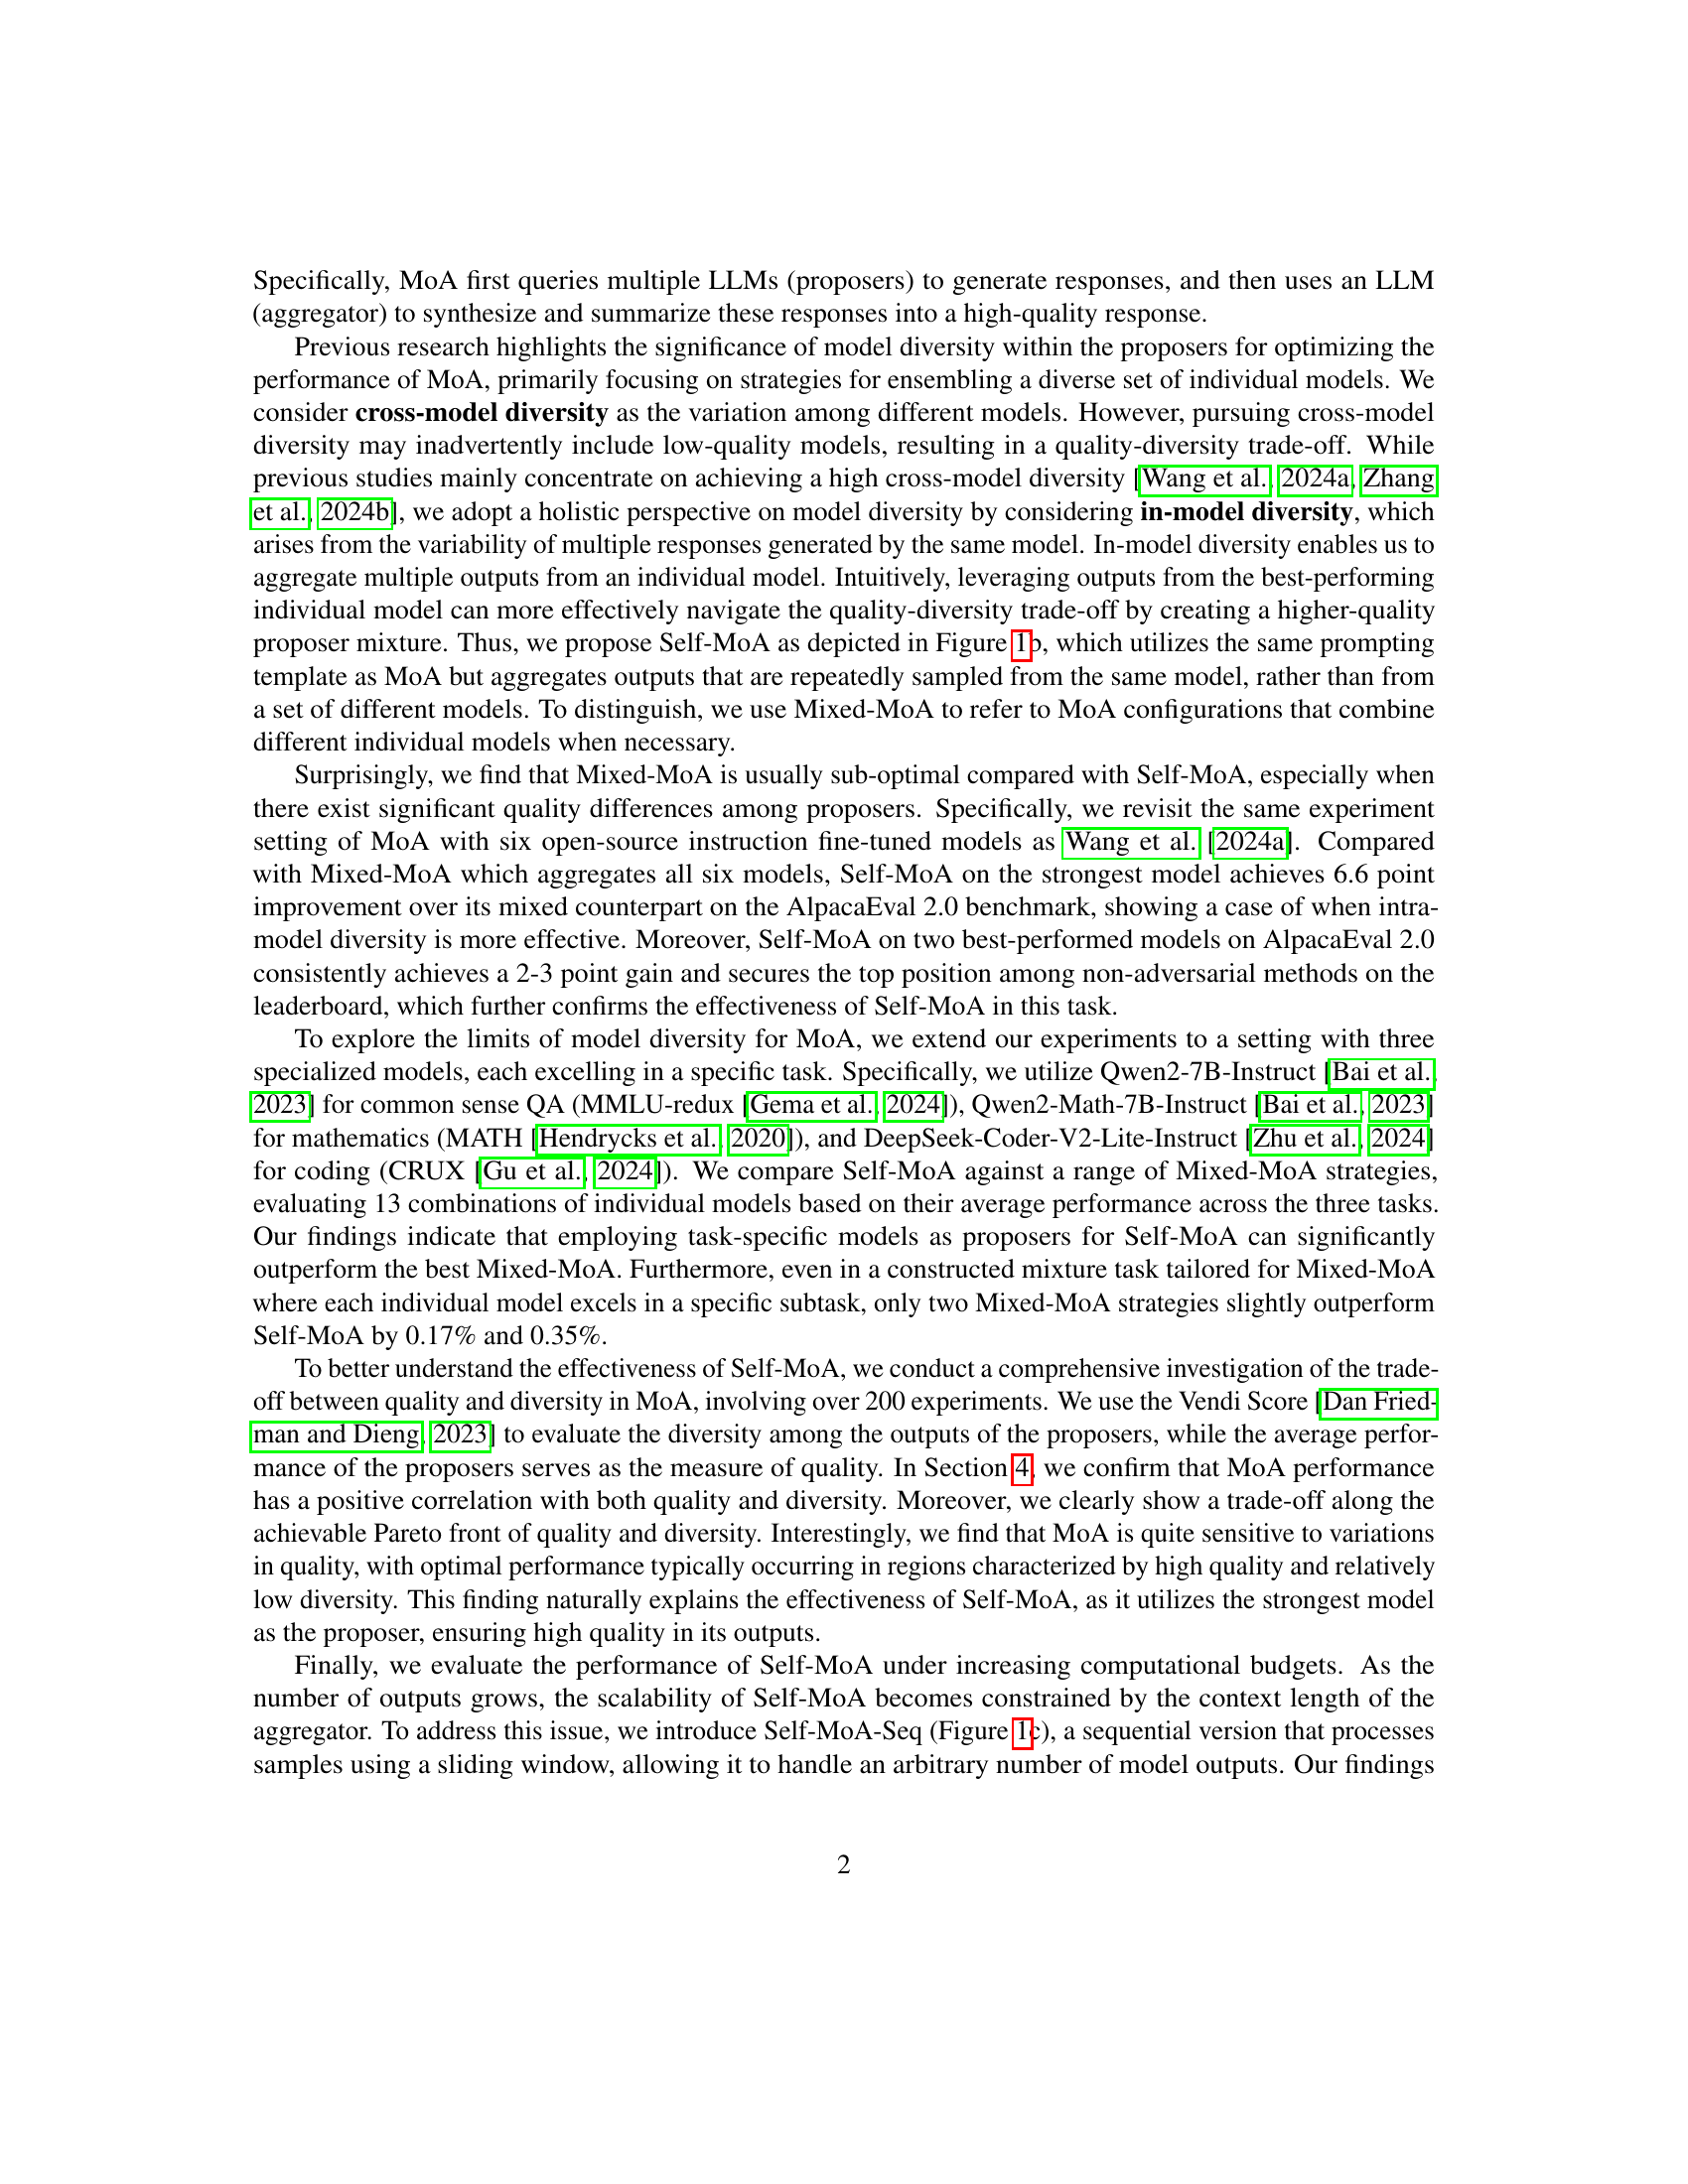 Specifically, MoA first queries multiple LLMs (proposers) to generate responses, and then uses an LLM
(aggregator) to synthesize and summarize these responses into a high-quality response.
Previous research highlights the significance of model diversity within the proposers for optimizing the
performance of MoA, primarily focusing on strategies for ensembling a diverse set of individual models. We
consider cross-model diversity as the variation among different models. However, pursuing cross-model
diversity may inadvertently include low-quality models, resulting in a quality-diversity trade-off. While
previous studies mainly concentrate on achieving a high cross-model diversity [Wang et al., 2024a, Zhang
et al., 2024b], we adopt a holistic perspective on model diversity by considering in-model diversity, which
arises from the variability of multiple responses generated by the same model. In-model diversity enables us to
aggregate multiple outputs from an individual model. Intuitively, leveraging outputs from the best-performing
individual model can more effectively navigate the quality-diversity trade-off by creating a higher-quality
proposer mixture. Thus, we propose Self-MoA as depicted in Figure 1b, which utilizes the same prompting
template as MoA but aggregates outputs that are repeatedly sampled from the same model, rather than from
a set of different models. To distinguish, we use Mixed-MoA to refer to MoA configurations that combine
different individual models when necessary.
Surprisingly, we find that Mixed-MoA is usually sub-optimal compared with Self-MoA, especially when
there exist significant quality differences among proposers. Specifically, we revisit the same experiment
setting of MoA with six open-source instruction fine-tuned models as Wang et al. [2024a]. Compared
with Mixed-MoA which aggregates all six models, Self-MoA on the strongest model achieves 6.6 point
improvement over its mixed counterpart on the AlpacaEval 2.0 benchmark, showing a case of when intra-
model diversity is more effective. Moreover, Self-MoA on two best-performed models on AlpacaEval 2.0
consistently achieves a 2-3 point gain and secures the top position among non-adversarial methods on the
leaderboard, which further confirms the effectiveness of Self-MoA in this task.
To explore the limits of model diversity for MoA, we extend our experiments to a setting with three
specialized models, each excelling in a specific task. Specifically, we utilize Qwen2-7B-Instruct [Bai et al.,
2023] for common sense QA (MMLU-redux [Gema et al., 2024]), Qwen2-Math-7B-Instruct [Bai et al., 2023]
for mathematics (MATH [Hendrycks et al., 2020]), and DeepSeek-Coder-V2-Lite-Instruct [Zhu et al., 2024]
for coding (CRUX [Gu et al., 2024]). We compare Self-MoA against a range of Mixed-MoA strategies,
evaluating 13 combinations of individual models based on their average performance across the three tasks.
Our findings indicate that employing task-specific models as proposers for Self-MoA can significantly
outperform the best Mixed-MoA. Furthermore, even in a constructed mixture task tailored for Mixed-MoA
where each individual model excels in a specific subtask, only two Mixed-MoA strategies slightly outperform
Self-MoA by 0.17% and 0.35%.
To better understand the effectiveness of Self-MoA, we conduct a comprehensive investigation of the trade-
off between quality and diversity in MoA, involving over 200 experiments. We use the Vendi Score [Dan Fried-
man and Dieng, 2023] to evaluate the diversity among the outputs of the proposers, while the average perfor-
mance of the proposers serves as the measure of quality. In Section 4, we confirm that MoA performance
has a positive correlation with both quality and diversity. Moreover, we clearly show a trade-off along the
achievable Pareto front of quality and diversity. Interestingly, we find that MoA is quite sensitive to variations
in quality, with optimal performance typically occurring in regions characterized by high quality and relatively
low diversity. This finding naturally explains the effectiveness of Self-MoA, as it utilizes the strongest model
as the proposer, ensuring high quality in its outputs.
Finally, we evaluate the performance of Self-MoA under increasing computational budgets. As the
number of outputs grows, the scalability of Self-MoA becomes constrained by the context length of the
aggregator. To address this issue, we introduce Self-MoA-Seq (Figure 1c), a sequential version that processes
samples using a sliding window, allowing it to handle an arbitrary number of model outputs. Our findings
2